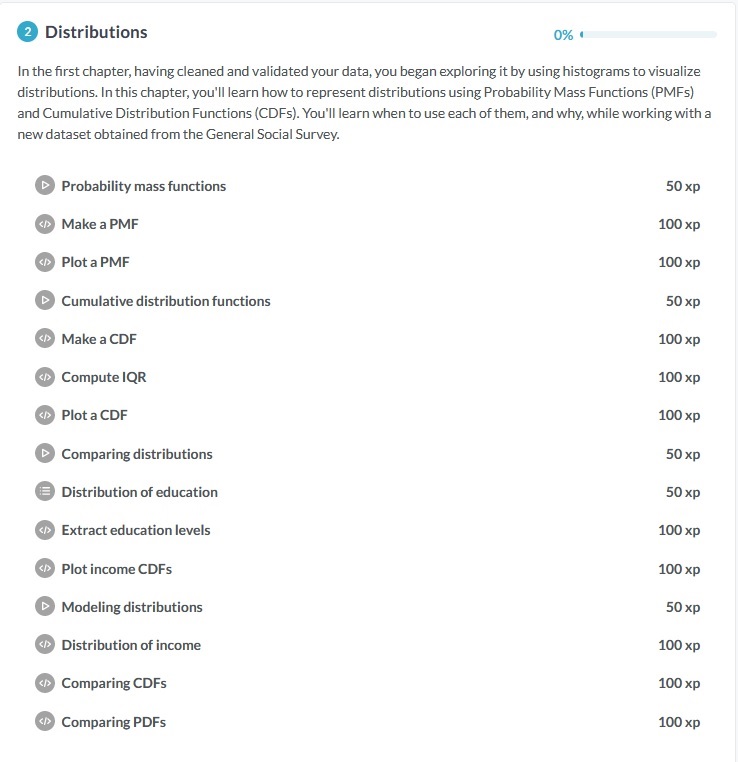 2 Distributions 0%
In the first chapter, having cleaned and validated your data, you began exploring it by using histograms to visualize
distributions. In this chapter, you'll learn how to represent distributions using Probability Mass Functions (PMFs)
and Cumulative Distribution Functions (CDFs). You'll learn when to use each of them, and why, while working with a
new dataset obtained from the General Social Survey.
Probability mass functions 50 xp
Make a PMF 100 xp
Plot a PMF 100 xp
Cumulative distribution functions 50 xp
Make a CDF 100 xp
Compute IQR 100 xp
Plot a CDF 100 xp
Comparing distributions 50 xp
Distribution of education 50 xp
Extract education levels 100 xp
Plot income CDFs 100 xp
Modeling distributions 50 xp
Distribution of income 100 xp
Comparing CDFs 100 xp
Comparing PDFs 100 xp